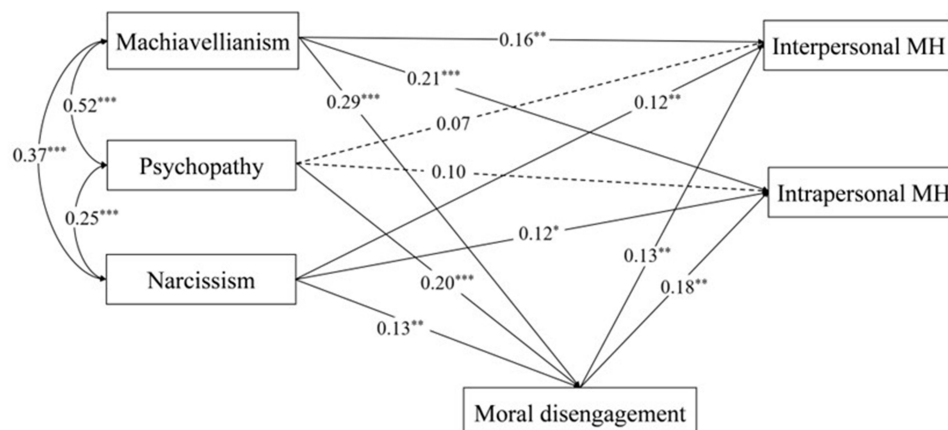 Machiavellianism
Interpersonal MH
0.16**
0.21***
0.29***
0.12**
0.52***
0.07
0.37***
Psychopathy
0.10
Intrapersonal MH
0.25***
0.12*
0.13**
Narcissism
0.20***
0.18**
0.13**
Moral disengagement